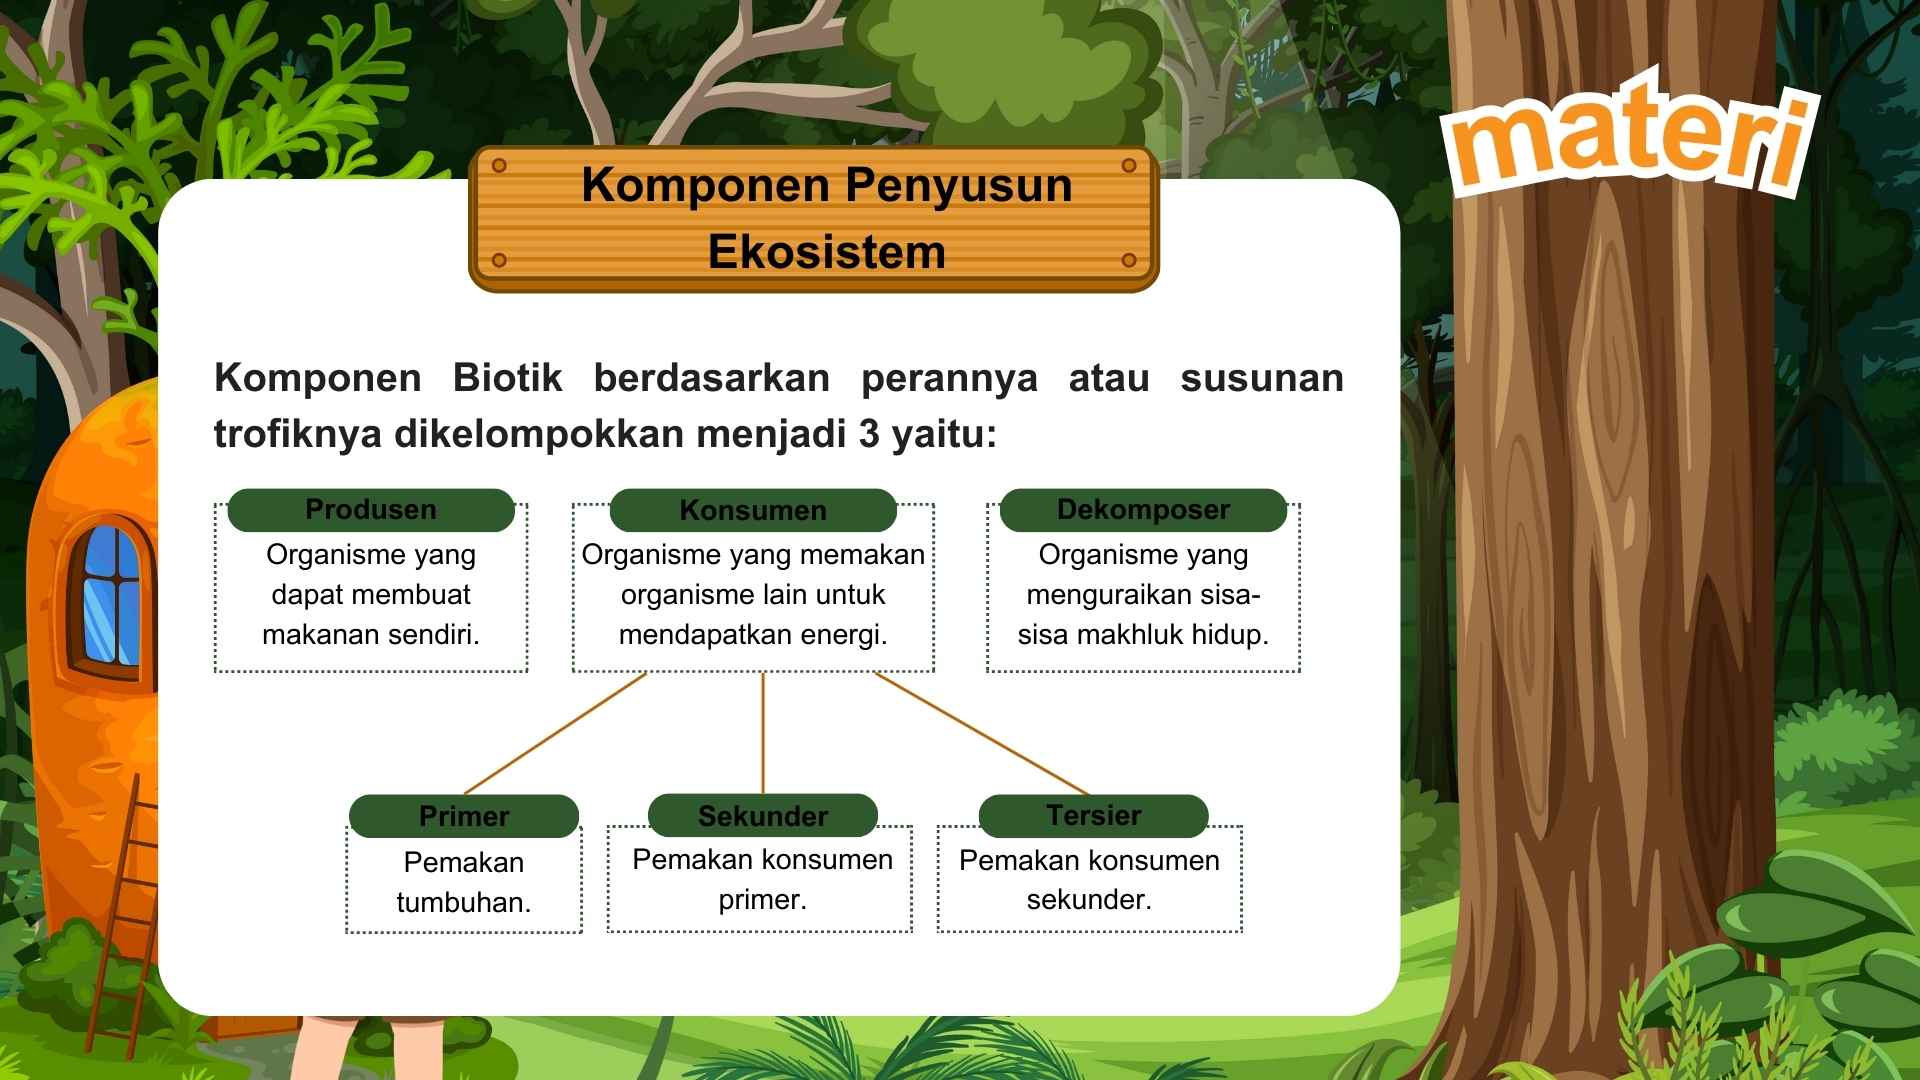 materi
Komponen Penyusun
Ekosistem
Komponen Biotik berdasarkan perannya atau susunan
trofiknya dikelompokkan menjadi 3 yaitu:
Produsen
Organisme yang
dapat membuat
makanan sendiri.
Konsumen
Organisme yang memakan
organisme lain untuk
mendapatkan energi.
Dekomposer
Organisme yang
menguraikan sisa-
sisa makhluk hidup.
Primer
Pemakan
tumbuhan.
Sekunder
Pemakan konsumen
primer.
Tersier
Pemakan konsumen
sekunder.